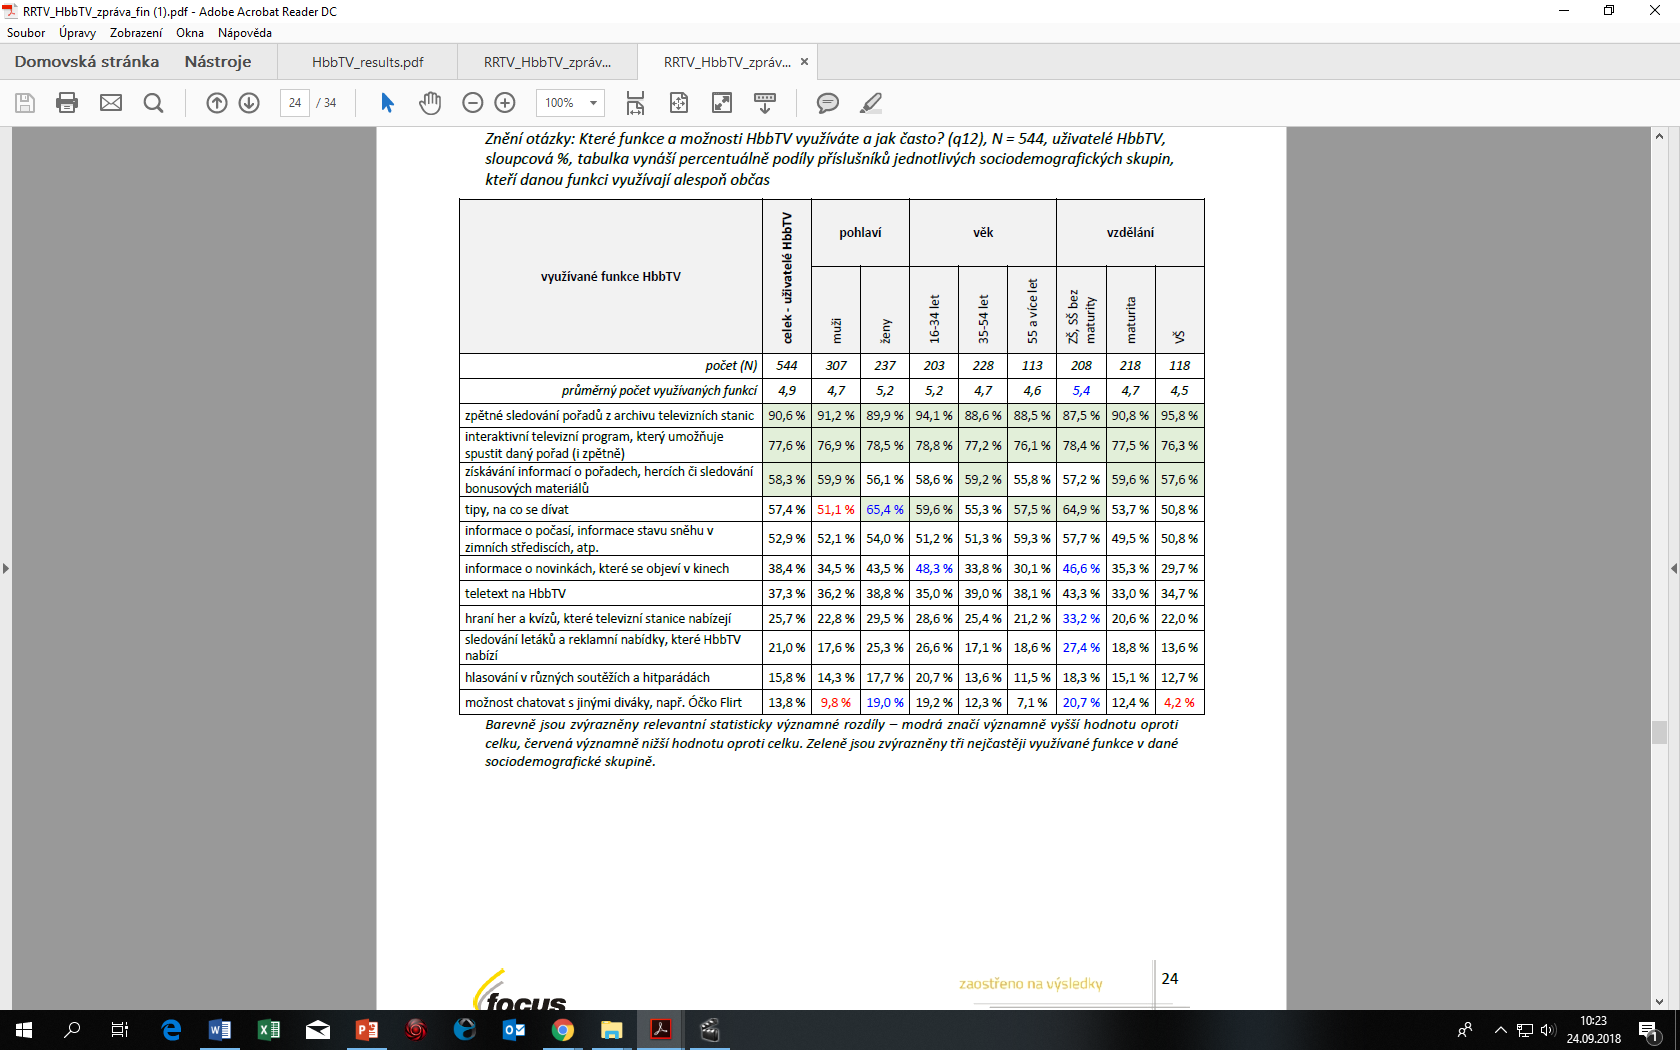 RRTV_HbbTV_zpráva_fin (1).pdf - Adobe Acrobat Reader DC
Soubor Úpravy Zobrazení Okna Nápověda
Domovská stránka Nástroje HbbTV_results.pdf RRTV_HbbTV_zpráv... RRTV_HbbTV_zpráv... ×
24 / 34 100%
Znění otázky: Které funkce a možnosti HbbTV využíváte a jak často? (q12), N = 544, uživatelé HbbTV,
sloupcová %, tabulka vynáší percentuálně podíly příslušníků jednotlivých sociodemografických skupin,
kteří danou funkci využívají alespoň občas
využívané funkce HbbTV
celek - uživatelé HbbTV
pohlaví věk vzdělání
muži
ženy
16-34 let
35-54 let
55 a více let
ZŠ, SŠ bez
maturity
maturita
VŠ
počet (N) 544 307 237 203 228 113 208 218 118
průměrný počet využívaných funkcí 4,9 4,7 5,2 5,2 4,7 4,6 5,4 4,7 4,5
zpětné sledování pořadů z archivu televizních stanic 90,6 % 91,2 % 89,9 % 94,1 % 88,6 % 88,5 % 87,5 % 90,8 % 95,8 %
interaktivní televizní program, který umožňuje
spustit daný pořad (i zpětně) 77,6 % 76,9 % 78,5 % 78,8 % 77,2 % 76,1 % 78,4 % 77,5 % 76,3 %
získávání informací o pořadech, hercích či sledování
bonusových materiálů 58,3 % 59,9 % 56,1 % 58,6 % 59,2 % 55,8 % 57,2 % 59,6 % 57,6 %
tipy, na co se dívat 57,4 % 51,1 % 65,4 % 59,6 % 55,3 % 57,5 % 64,9 % 53,7 % 50,8 %
informace o počasí, informace stavu sněhu v
zimních střediscích, atp. 52,9 % 52,1 % 54,0 % 51,2 % 51,3 % 59,3 % 57,7 % 49,5 % 50,8 %
informace o novinkách, které se objeví v kinech 38,4 % 34,5 % 43,5 % 48,3 % 33,8 % 30,1 % 46,6 % 35,3 % 29,7 %
teletext na HbbTV 37,3 % 36,2 % 38,8 % 35,0 % 39,0 % 38,1 % 43,3 % 33,0 % 34,7 %
hraní her a kvízů, které televizní stanice nabízejí 25,7 % 22,8 % 29,5 % 28,6 % 25,4 % 21,2 % 33,2 % 20,6 % 22,0 %
sledování letáků a reklamní nabídky, které HbbTV
nabízí 21,0 % 17,6 % 25,3 % 26,6 % 17,1 % 18,6 % 27,4 % 18,8 % 13,6 %
hlasování v různých soutěžích a hitparádách 15,8 % 14,3 % 17,7 % 20,7 % 13,6 % 11,5 % 18,3 % 15,1 % 12,7 %
možnost chatovat s jinými diváky, např. Óčko Flirt 13,8 % 9,8 % 19,0 % 19,2 % 12,3 % 7,1 % 20,7 % 12,4 % 4,2 %
Barevně jsou zvýrazněny relevantní statisticky významné rozdíly – modrá značí významně vyšší hodnotu oproti
celku, červená významně nižší hodnotu oproti celku. Zeleně jsou zvýrazněny tři nejčastěji využívané funkce v dané
sociodemografické skupině.
focus zaostřeno na výsledky 24
10:23
24.09.2018
1